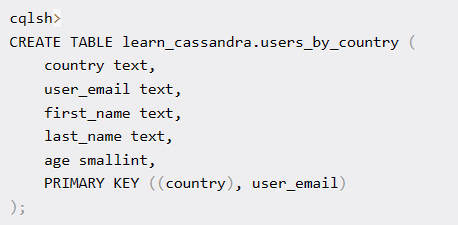 cqlsh>
CREATE TABLE learn_cassandra.users_by_country (
    country text,
    user_email text,
    first_name text,
    last_name text,
    age smallint,
    PRIMARY KEY ((country), user_email)
);